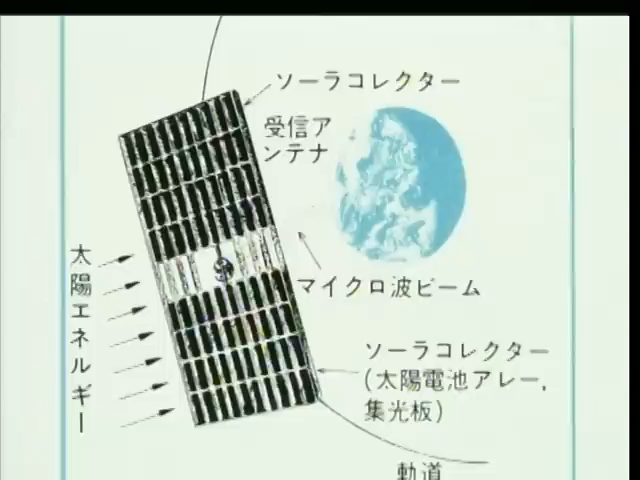 ソーラコレクター
受信ア
ンテナ
太陽エネルギー
マイクロ波ビーム
ソーラコレクター
(太陽電池アレー,
集光板)
軌道